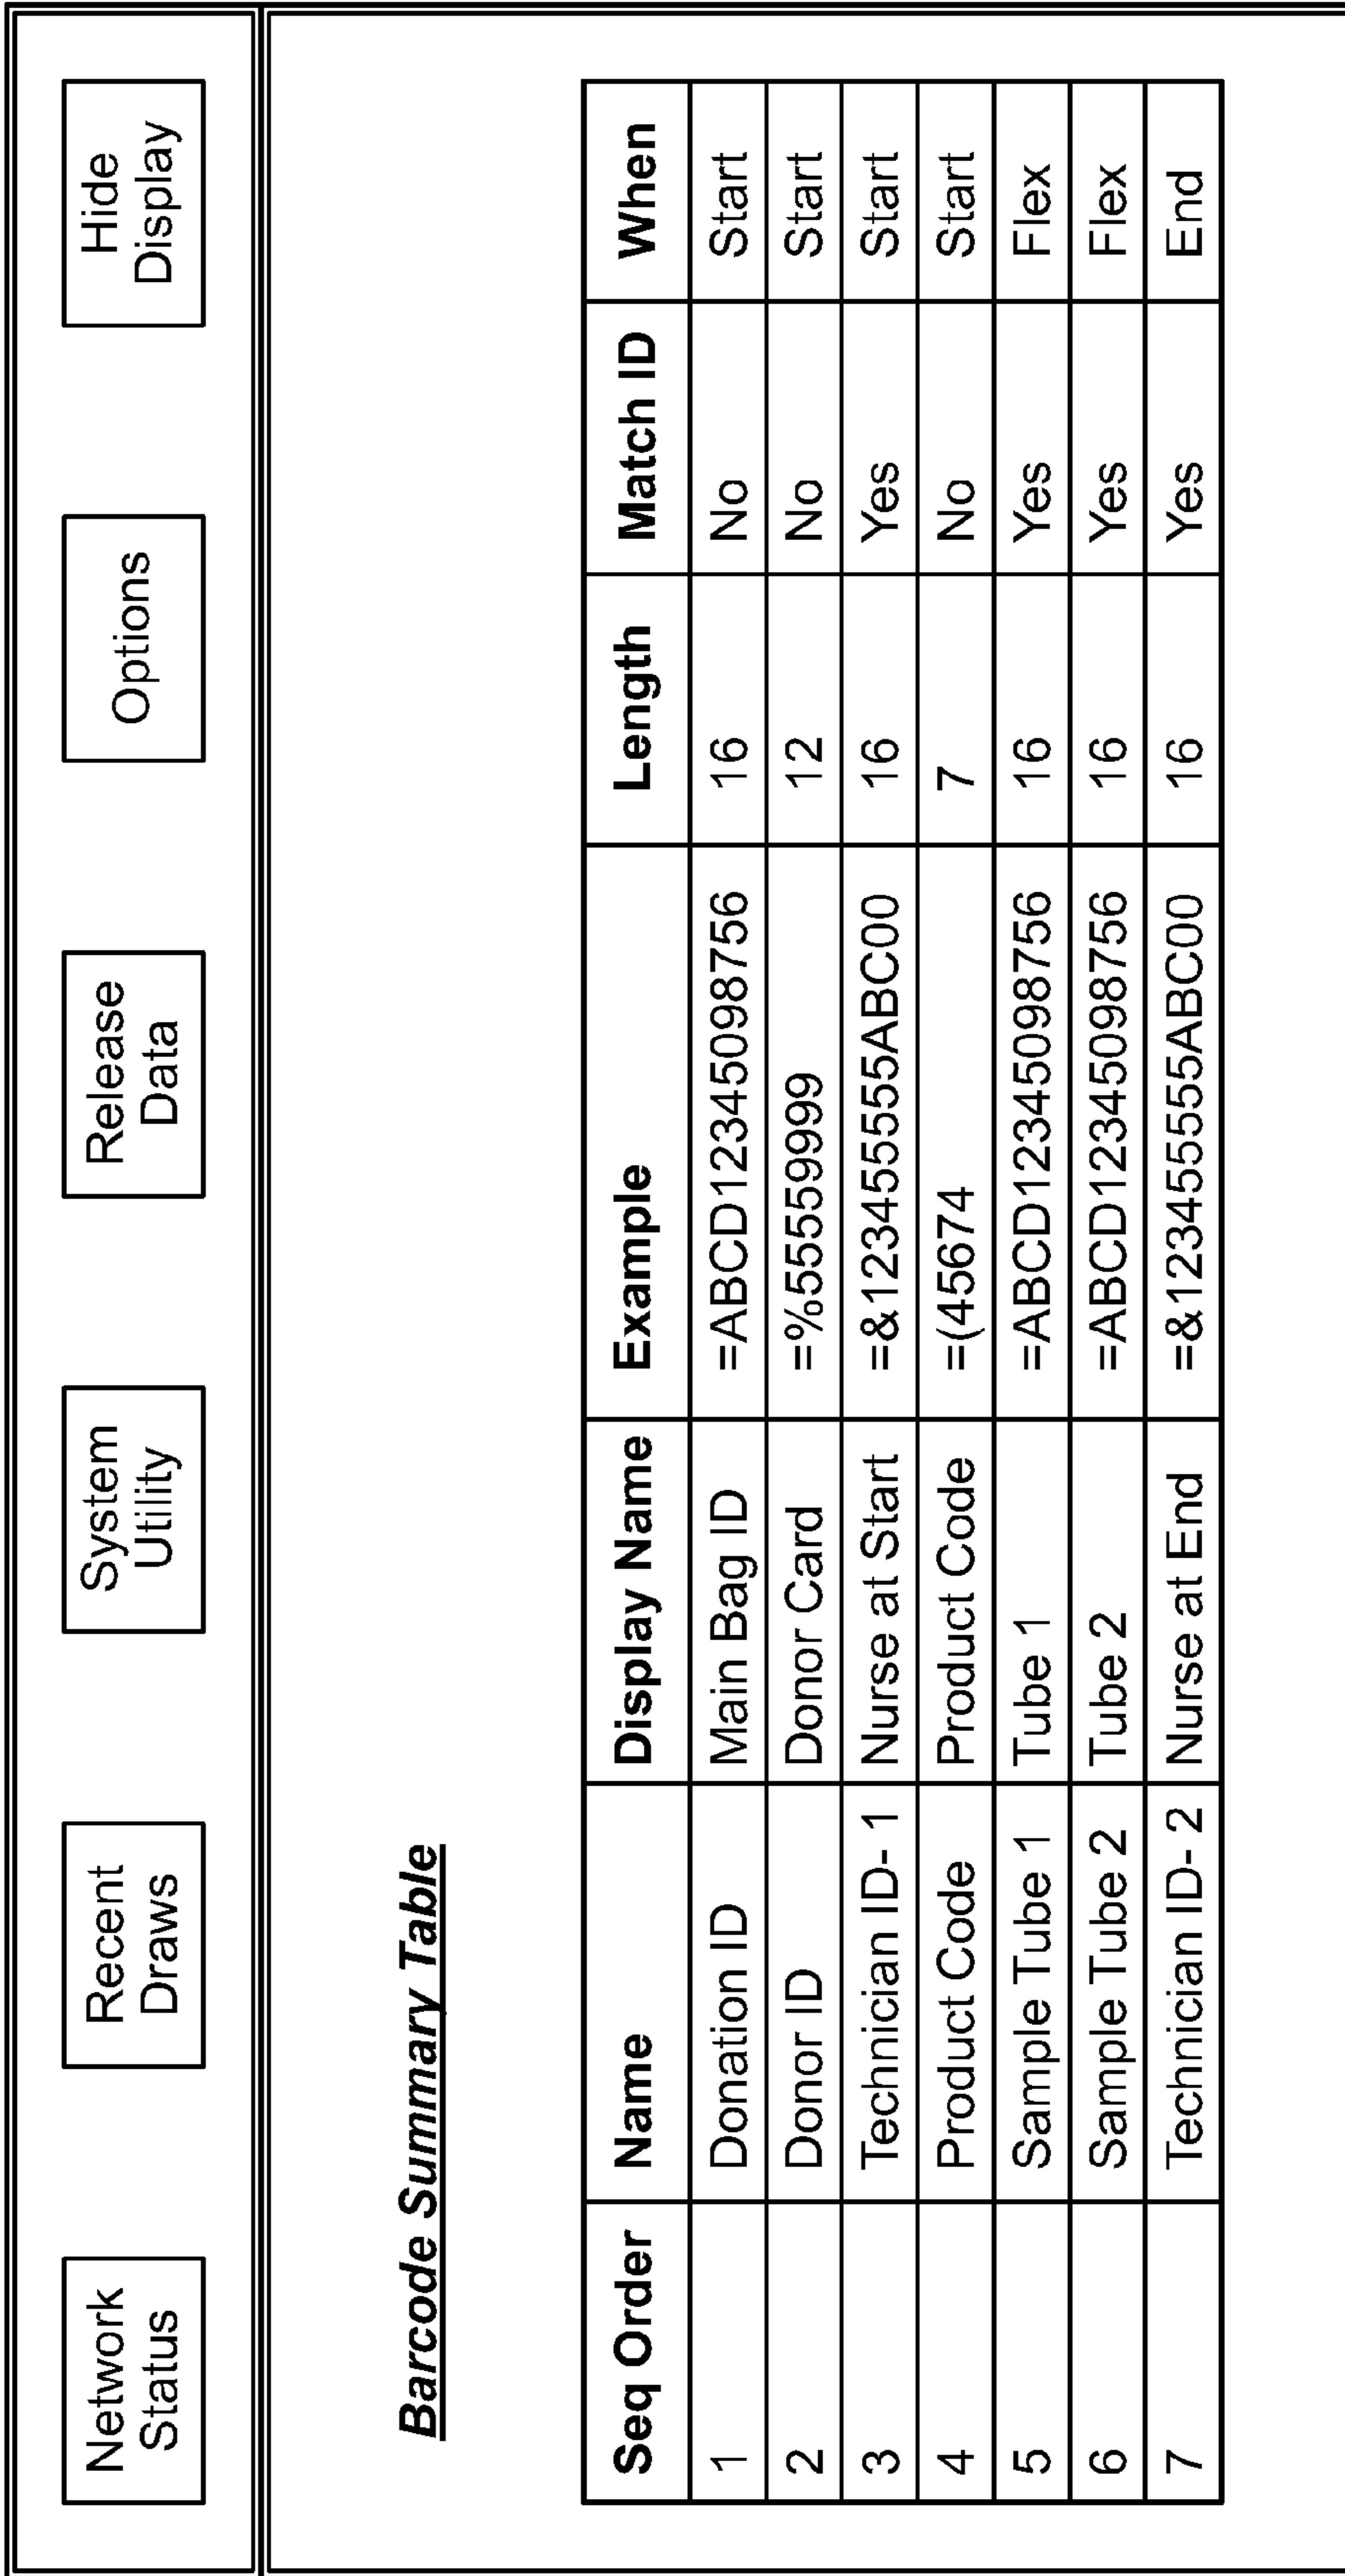 Network
Status
Recent
Draws
System
Utility
Release
Data
Options
Hide
Display
Barcode Summary Table
Seq Order Name Display Name Example Length Match ID When
1 Donation ID Main Bag ID =ABCD12345098756 16 No Start
2 Donor ID Donor Card =%55559999 12 No Start
3 Technician ID- 1 Nurse at Start =&12345555ABC00 16 Yes Start
4 Product Code Product Code =(45674 7 No Start
5 Sample Tube 1 Tube 1 =ABCD12345098756 16 Yes Flex
6 Sample Tube 2 Tube 2 =ABCD12345098756 16 Yes Flex
7 Technician ID- 2 Nurse at End =&12345555ABC00 16 Yes End